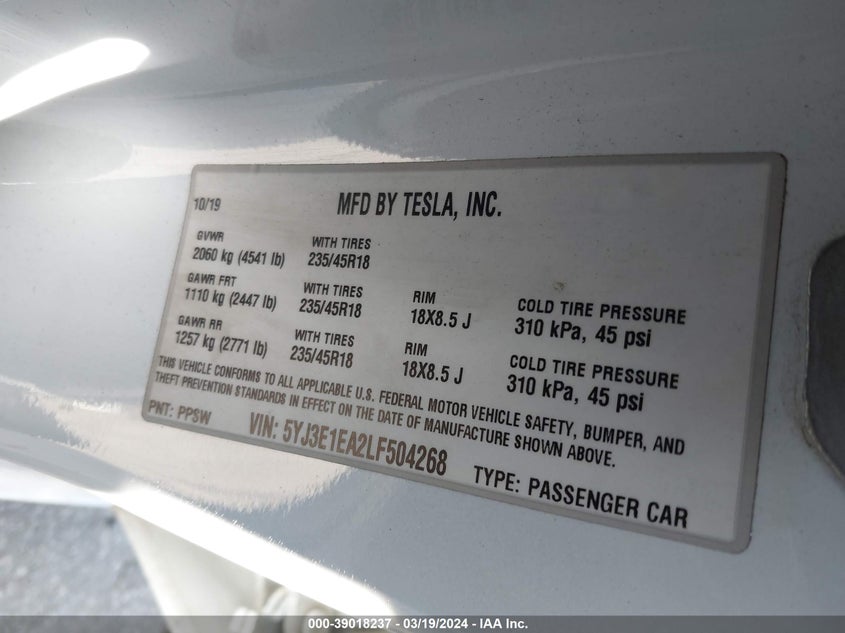 10/19
MFD BY TESLA, INC.
GVWR
2060 kg (4541 lb)
WITH TIRES
235/45R18
GAWR FRT
1110 kg (2447 lb)
WITH TIRES
235/45R18
RIM
18X8.5 J
COLD TIRE PRESSURE
310 kPa, 45 psi
GAWR RR
1257 kg (2771 lb)
WITH TIRES
235/45R18
RIM
18X8.5 J
COLD TIRE PRESSURE
310 kPa, 45 psi
THIS VEHICLE CONFORMS TO ALL APPLICABLE U.S. FEDERAL MOTOR VEHICLE SAFETY, BUMPER, AND
THEFT PREVENTION STANDARDS IN EFFECT ON THE DATE OF MANUFACTURE SHOWN ABOVE.
PNT: PPSW
VIN: 5YJ3E1EA2LF504268
TYPE: PASSENGER CAR
000-39018237 - 03/19/2024 - IAA Inc.